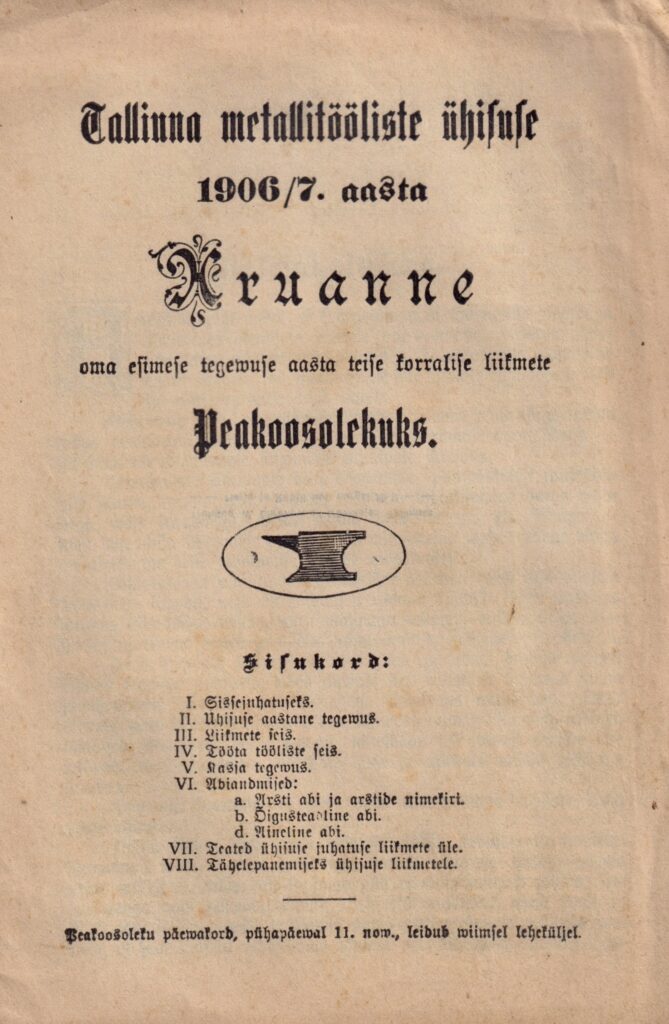 Tallinna metallitööliste ühisuse
1906/7. aasta
Aruanne
oma esimese tegewuse aasta teise korralise liikmete
Peakoosolekuks.
Sisukord:
I. Sissejuhatuseks.
II. Uhisuse aastane tegewus.
III. Liikmete seis.
IV. Tööta tööliste seis.
V. Kassa tegewus.
VI. Abiandmised:
a. Arsti abi ja arstide nimekiri.
b. Õigusteadline abi.
d. Aineline abi.
VII. Teated ühisuse juhatuse liikmete üle.
VIII. Tähelepanemiseks ühisuse liikmetele.
Peakoosoleku päewakord, pühapäewal 11. now., leidub wiimsel leheküljel.